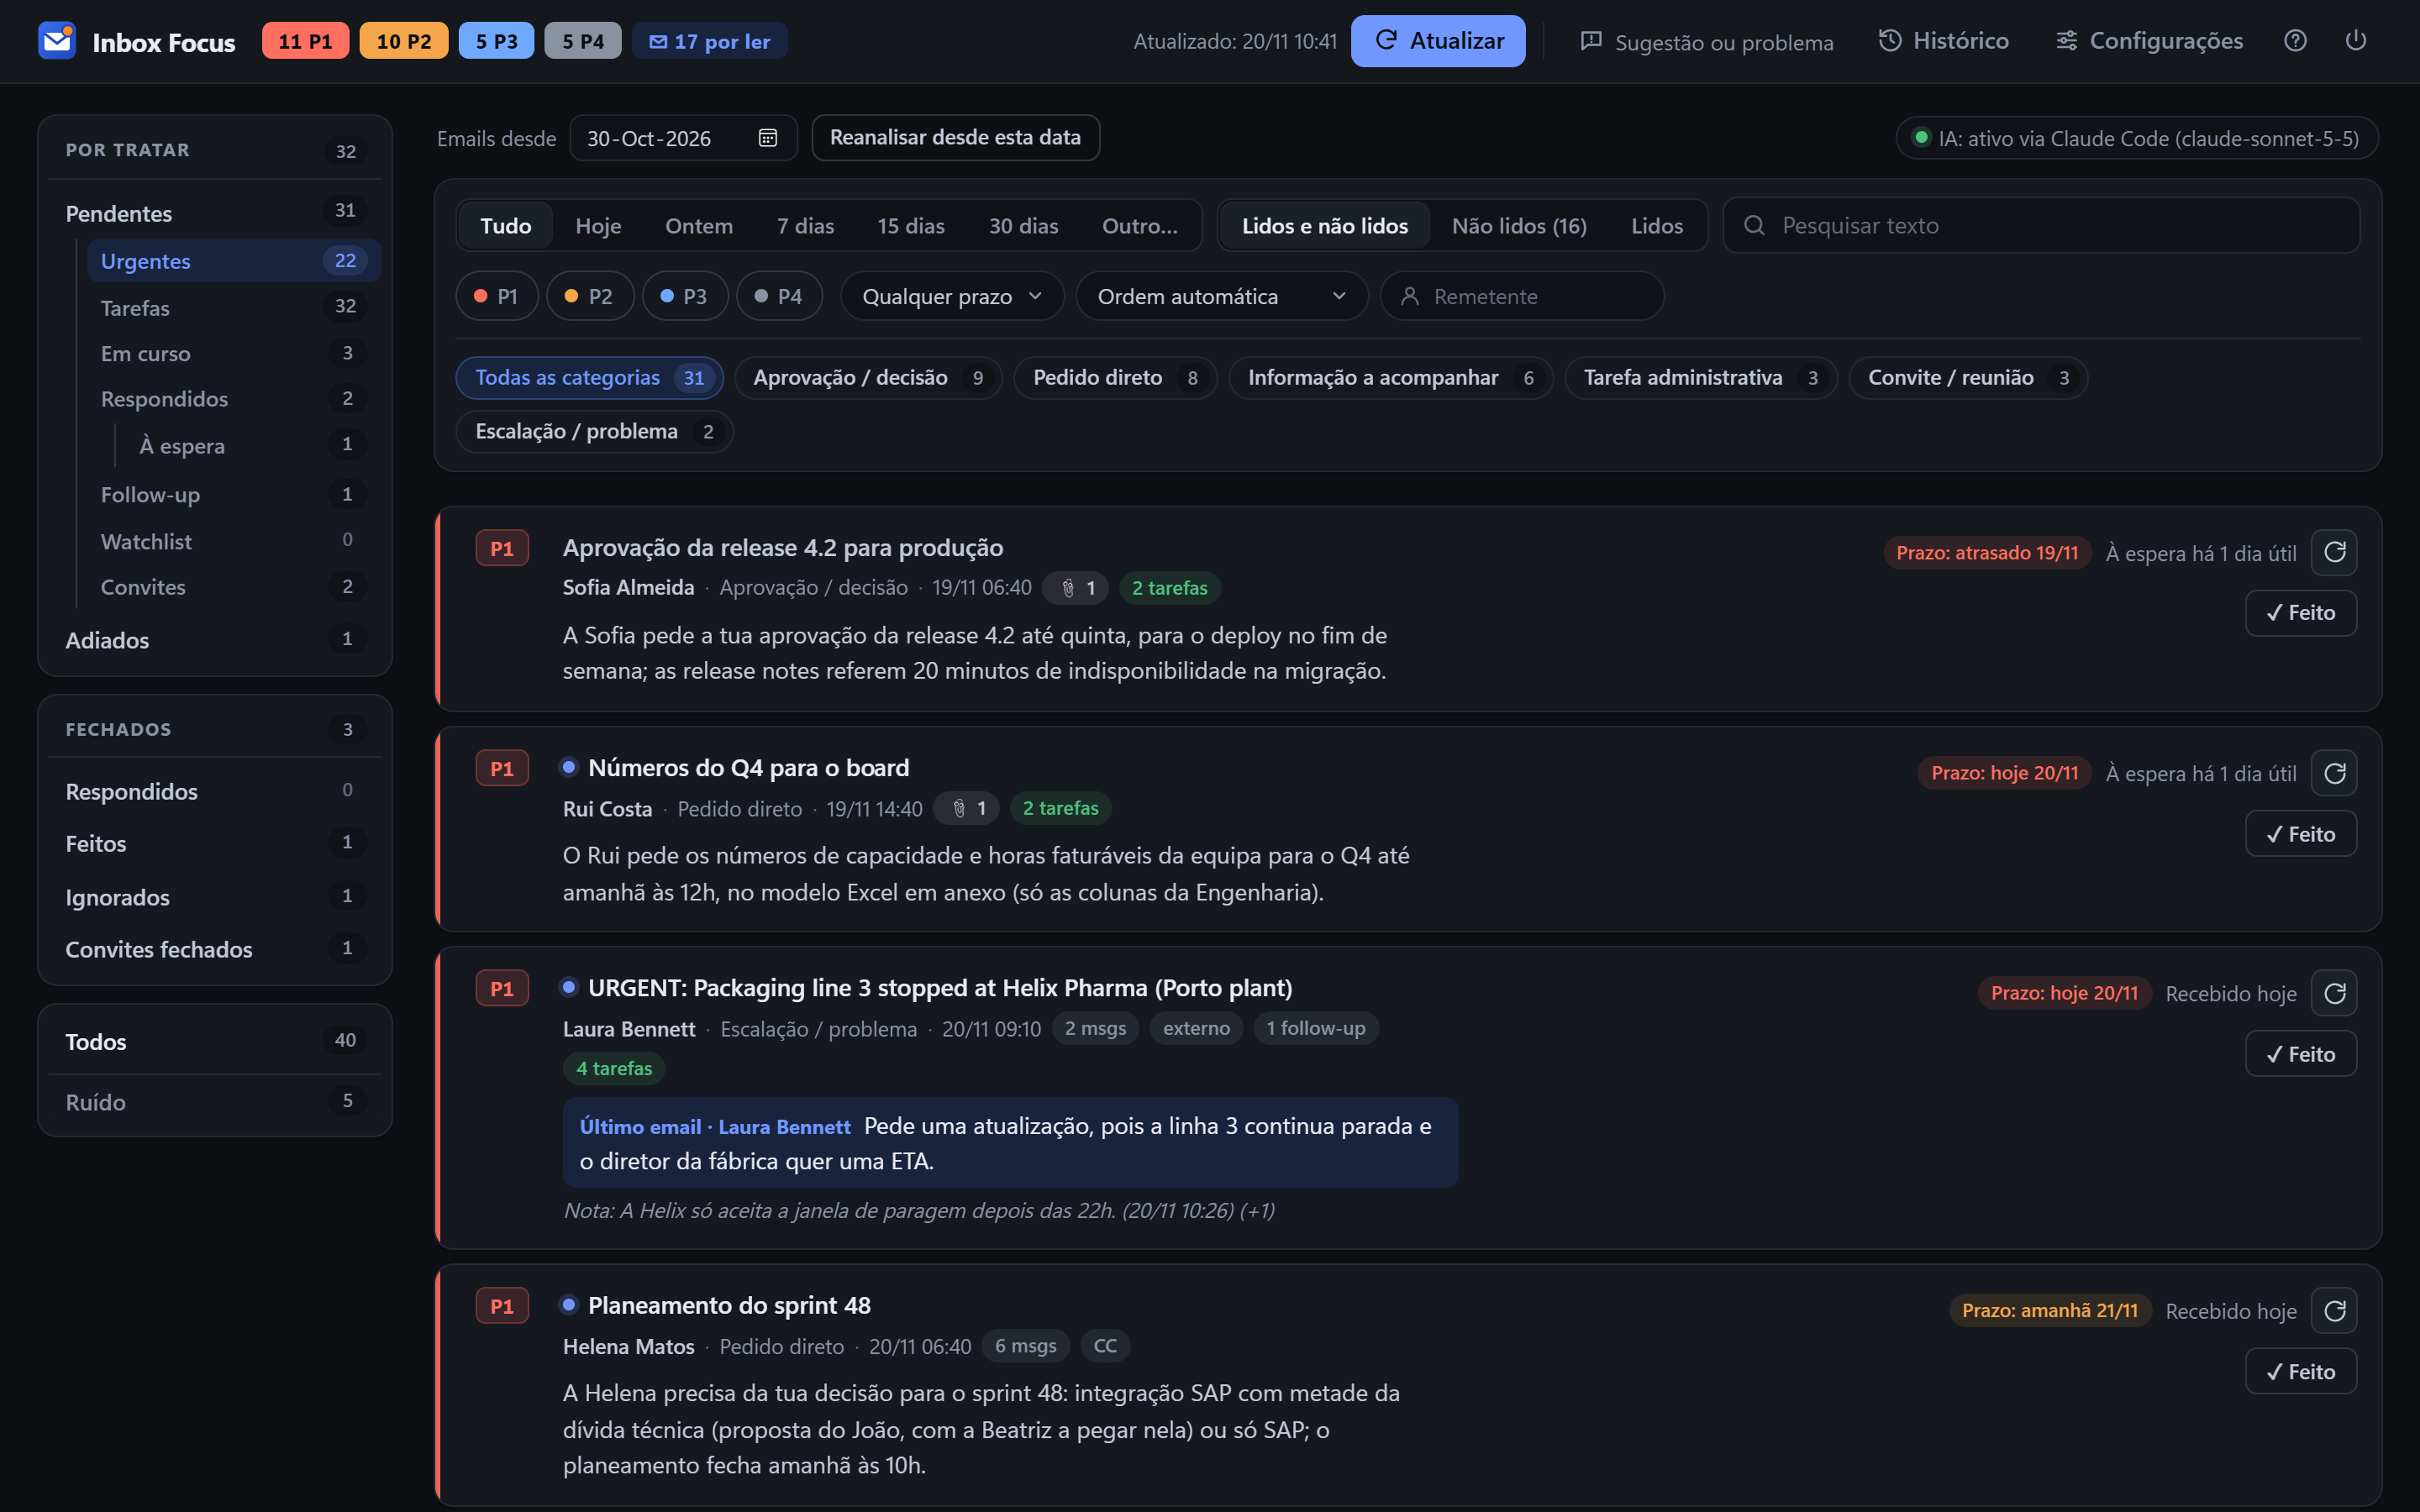 Inbox Focus 11 P1 10 P2 5 P3 5 P4 17 por ler Atualizado: 20/11 10:41 Atualizar Sugestão ou problema Histórico Configurações
POR TRATAR 32
Pendentes 31
Urgentes 22
Tarefas 32
Em curso 3
Respondidos 2
À espera 1
Follow-up 1
Watchlist 0
Convites 2
Adiados 1
FECHADOS 3
Respondidos 0
Feitos 1
Ignorados 1
Convites fechados 1
Todos 40
Ruído 5
Emails desde 30-Oct-2026 Reanalisar desde esta data IA: ativo via Claude Code (claude-sonnet-5-5)
Tudo Hoje Ontem 7 dias 15 dias 30 dias Outro... Lidos e não lidos Não lidos (16) Lidos Pesquisar texto
P1 P2 P3 P4 Qualquer prazo Ordem automática Remetente
Todas as categorias 31 Aprovação / decisão 9 Pedido direto 8 Informação a acompanhar 6 Tarefa administrativa 3 Convite / reunião 3
Escalação / problema 2
P1 Aprovação da release 4.2 para produção Prazo: atrasado 19/11 À espera há 1 dia útil
Sofia Almeida · Aprovação / decisão · 19/11 06:40 1 2 tarefas
✓ Feito
A Sofia pede a tua aprovação da release 4.2 até quinta, para o deploy no fim de
semana; as release notes referem 20 minutos de indisponibilidade na migração.
P1 Números do Q4 para o board Prazo: hoje 20/11 À espera há 1 dia útil
Rui Costa · Pedido direto · 19/11 14:40 1 2 tarefas
✓ Feito
O Rui pede os números de capacidade e horas faturáveis da equipa para o Q4 até
amanhã às 12h, no modelo Excel em anexo (só as colunas da Engenharia).
P1 URGENT: Packaging line 3 stopped at Helix Pharma (Porto plant) Prazo: hoje 20/11 Recebido hoje
Laura Bennett · Escalação / problema · 20/11 09:10 2 msgs externo 1 follow-up
✓ Feito
4 tarefas
Último email · Laura Bennett Pede uma atualização, pois a linha 3 continua parada e
o diretor da fábrica quer uma ETA.
Nota: A Helix só aceita a janela de paragem depois das 22h. (20/11 10:26) (+1)
P1 Planeamento do sprint 48 Prazo: amanhã 21/11 Recebido hoje
Helena Matos · Pedido direto · 20/11 06:40 6 msgs CC
✓ Feito
A Helena precisa da tua decisão para o sprint 48: integração SAP com metade da
dívida técnica (proposta do João, com a Beatriz a pegar nela) ou só SAP; o
planeamento fecha amanhã às 10h.